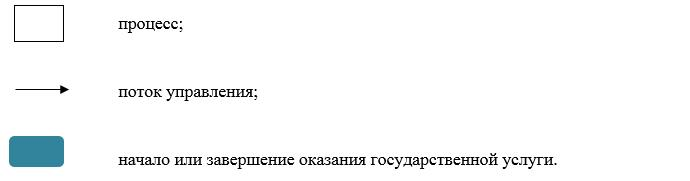 процесс;
поток управления;
начало или завершение оказания государственной услуги.